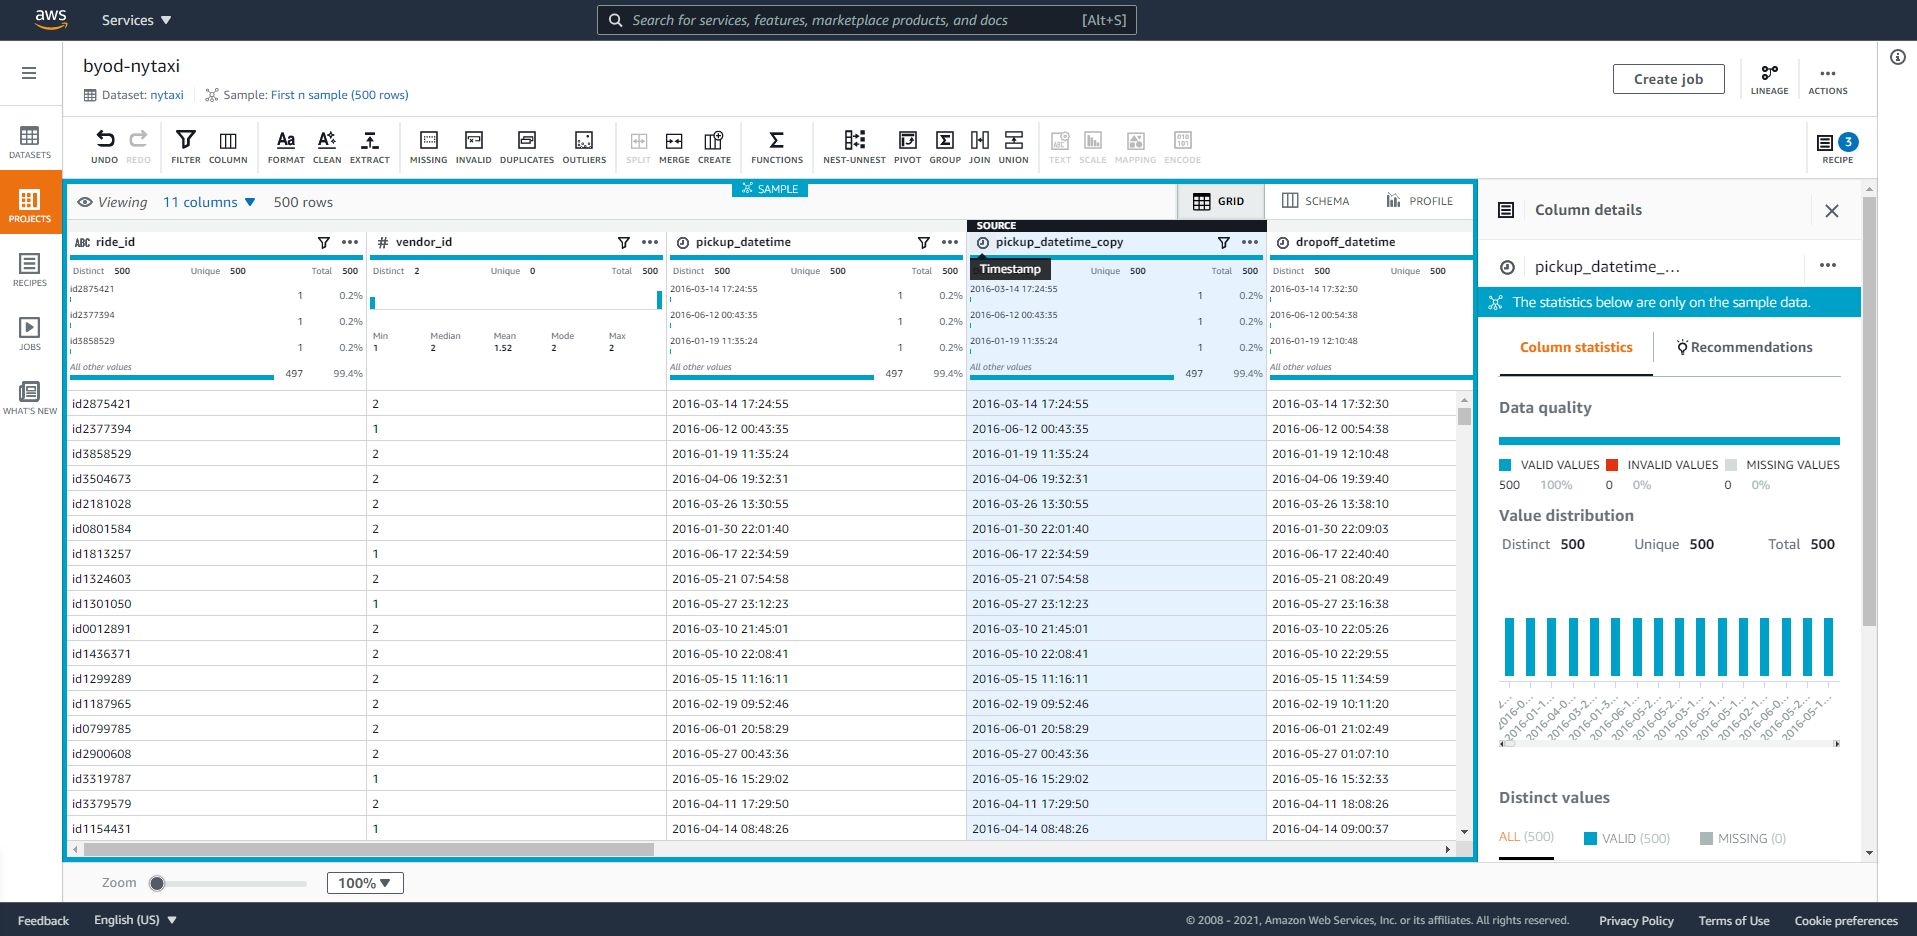 aws Services ▼ Search for services, features, marketplace products, and docs [Alt+S]
byod-nytaxi
Dataset: nytaxi Sample: First n sample (500 rows)
Create job LINEAGE ACTIONS
DATASETS
PROJECTS
RECIPES
JOBS
WHAT'S NEW
UNDO REDO FILTER COLUMN FORMAT CLEAN EXTRACT MISSING INVALID DUPLICATES OUTLIERS SPLIT MERGE CREATE FUNCTIONS NEST-UNNEST PIVOT GROUP JOIN UNION TEXT SCALE MAPPING ENCODE 3 RECIPE
SAMPLE
Viewing 11 columns ▼ 500 rows GRID SCHEMA PROFILE
SOURCE
ABC ride_id # vendor_id pickup_datetime pickup_datetime_copy dropoff_datetime
Timestamp
Distinct 500 Unique 500 Total 500 Distinct 2 Unique 0 Total 500 Distinct 500 Unique 500 Total 500 Unique 500 Total 500 Distinct 500 Unique 500
id2875421 1 0.2% 2016-03-14 17:24:55 1 0.2% 2016-03-14 17:24:55 1 0.2% 2016-03-14 17:32:30
id2377394 1 0.2% 2016-06-12 00:43:35 1 0.2% 2016-06-12 00:43:35 1 0.2% 2016-06-12 00:54:38
id3858529 1 0.2% 2016-01-19 11:35:24 1 0.2% 2016-01-19 11:35:24 1 0.2% 2016-01-19 12:10:48
Min Median Mean Mode Max
1 2 1.52 2 2
All other values 497 99.4% All other values 497 99.4% All other values 497 99.4% All other values
id2875421 2 2016-03-14 17:24:55 2016-03-14 17:24:55 2016-03-14 17:32:30
id2377394 1 2016-06-12 00:43:35 2016-06-12 00:43:35 2016-06-12 00:54:38
id3858529 2 2016-01-19 11:35:24 2016-01-19 11:35:24 2016-01-19 12:10:48
id3504673 2 2016-04-06 19:32:31 2016-04-06 19:32:31 2016-04-06 19:39:40
id2181028 2 2016-03-26 13:30:55 2016-03-26 13:30:55 2016-03-26 13:38:10
id0801584 2 2016-01-30 22:01:40 2016-01-30 22:01:40 2016-01-30 22:09:03
id1813257 1 2016-06-17 22:34:59 2016-06-17 22:34:59 2016-06-17 22:40:40
id1324603 2 2016-05-21 07:54:58 2016-05-21 07:54:58 2016-05-21 08:20:49
id1301050 1 2016-05-27 23:12:23 2016-05-27 23:12:23 2016-05-27 23:16:38
id0012891 2 2016-03-10 21:45:01 2016-03-10 21:45:01 2016-03-10 22:05:26
id1436371 2 2016-05-10 22:08:41 2016-05-10 22:08:41 2016-05-10 22:29:55
id1299289 2 2016-05-15 11:16:11 2016-05-15 11:16:11 2016-05-15 11:34:59
id1187965 2 2016-02-19 09:52:46 2016-02-19 09:52:46 2016-02-19 10:11:20
id0799785 2 2016-06-01 20:58:29 2016-06-01 20:58:29 2016-06-01 21:02:49
id2900608 2 2016-05-27 00:43:36 2016-05-27 00:43:36 2016-05-27 01:07:10
id3319787 1 2016-05-16 15:29:02 2016-05-16 15:29:02 2016-05-16 15:32:33
id3379579 2 2016-04-11 17:29:50 2016-04-11 17:29:50 2016-04-11 18:08:26
id1154431 1 2016-04-14 08:48:26 2016-04-14 08:48:26 2016-04-14 09:00:37
Column details
pickup_datetime_...
The statistics below are only on the sample data.
Column statistics Recommendations
Data quality
VALID VALUES INVALID VALUES MISSING VALUES
500 100% 0 0% 0 0%
Value distribution
Distinct 500 Unique 500 Total 500
2016-0... 2016-01-1... 2016-04-0... 2016-03-2... 2016-01-3... 2016-06-1... 2016-05-2... 2016-05-2... 2016-03-1... 2016-05-1... 2016-05-1... 2016-02-1... 2016-06-0... 2016-05-2... 2016-05-1...
Distinct values
ALL (500) VALID (500) MISSING (0)
Zoom 100% ▼
Feedback English (US) ▼ © 2008 - 2021, Amazon Web Services, Inc. or its affiliates. All rights reserved. Privacy Policy Terms of Use Cookie preferences